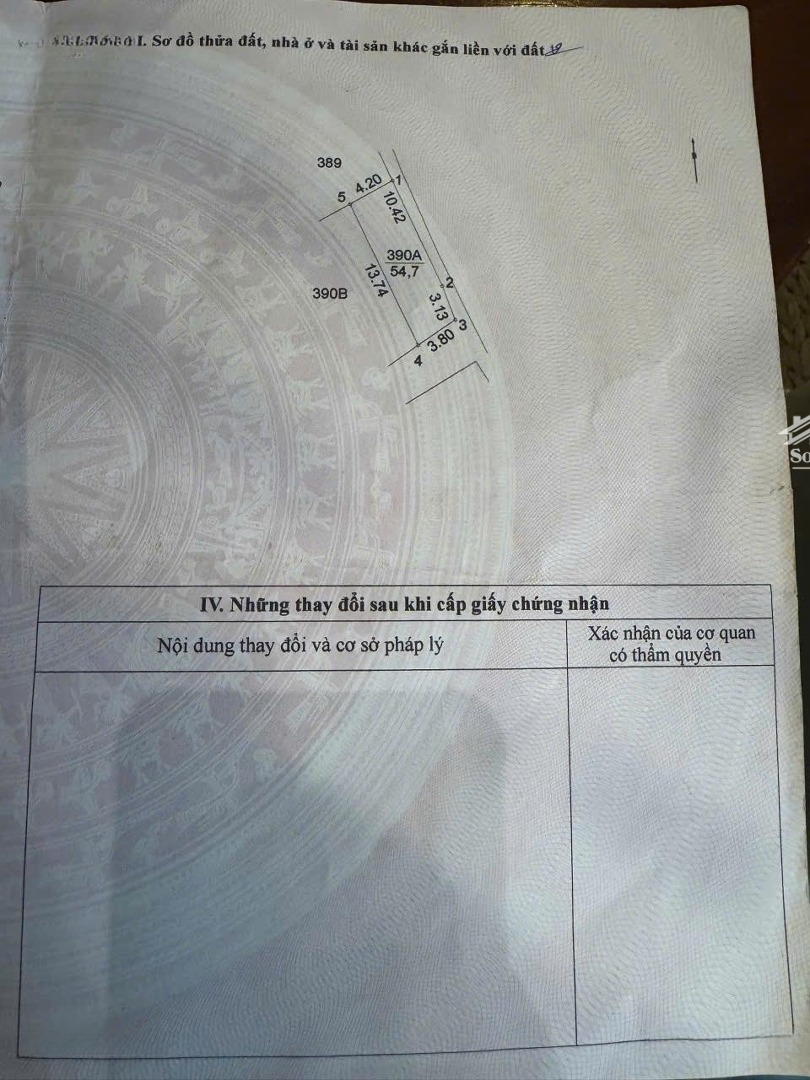 I. Sơ đồ thửa đất, nhà ở và tài sản khác gắn liền với đất
389
4.20
1
5
10.42
390A
54,7
13.74
390B
2
3.13
3
3.80
4
So
IV. Những thay đổi sau khi cấp giấy chứng nhận
Nội dung thay đổi và cơ sở pháp lý
Xác nhận của cơ quan
có thẩm quyền